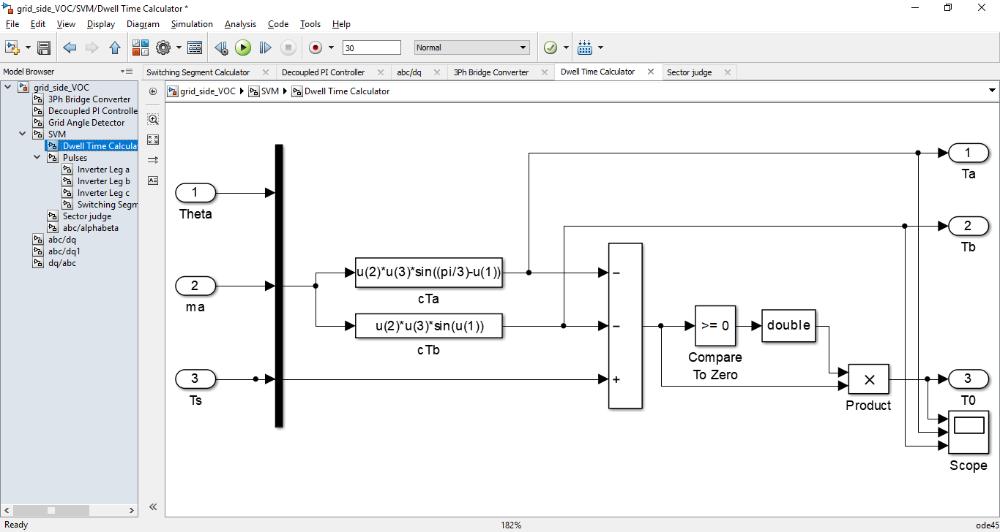 grid_side_VOC/SVM/Dwell Time Calculator *
File Edit View Display Diagram Simulation Analysis Code Tools Help
30 Normal
Model Browser
Switching Segment Calculator Decoupled PI Controller abc/dq 3Ph Bridge Converter Dwell Time Calculator Sector judge
grid_side_VOC SVM Dwell Time Calculator
grid_side_VOC
3Ph Bridge Converter
Decoupled PI Controlle
Grid Angle Detector
SVM
Dwell Time Calcula
Pulses
Inverter Leg a
Inverter Leg b
Inverter Leg c
Switching Segm
Sector judge
abc/alphabeta
abc/dq
abc/dq1
dq/abc
1
Theta
2
ma
3
Ts
u(2)*u(3)*sin((pi/3)-u(1))
cTa
u(2)*u(3)*sin(u(1))
cTb
−
−
+
>= 0
Compare
To Zero
double
×
Product
1
Ta
2
Tb
3
T0
Scope
Ready 182% ode45